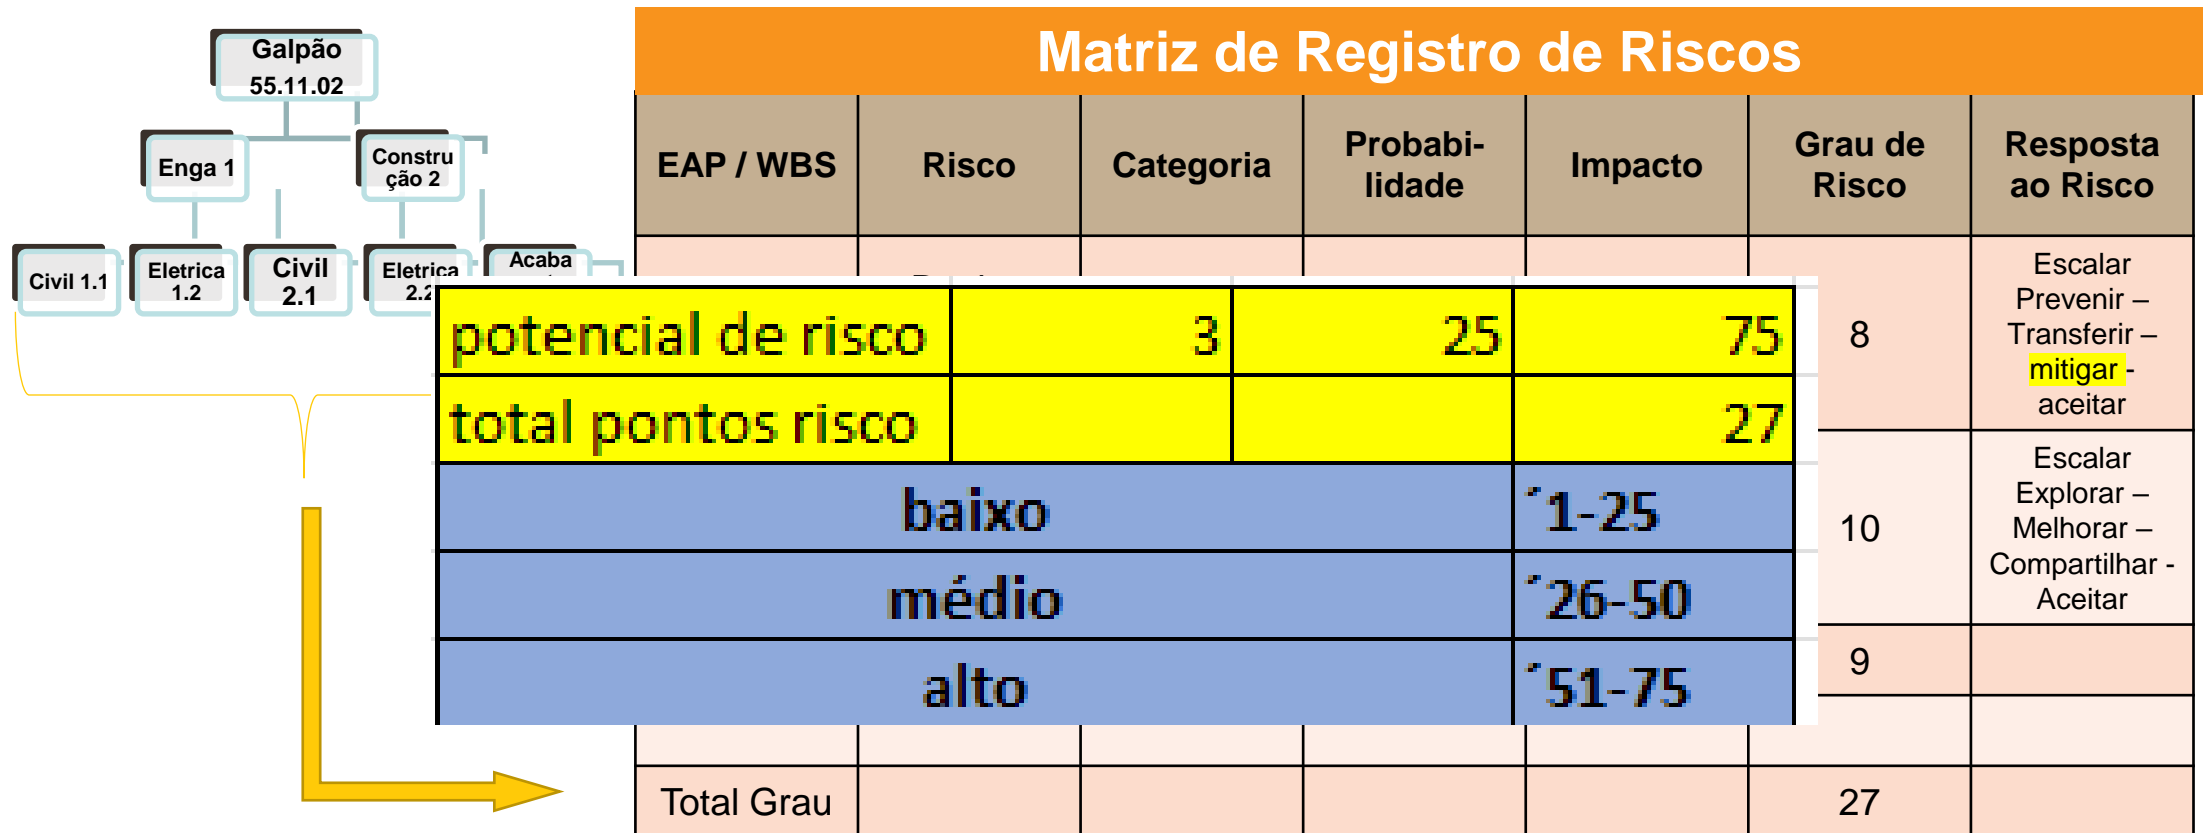 Galpão
55.11.02
Enga 1
Constru
ção 2
Civil 1.1
Eletrica
1.2
Civil
2.1
Eletrica
2.2
Acaba
Matriz de Registro de Riscos
EAP / WBS
Risco
Categoria
Probabi-
lidade
Impacto
Grau de
Risco
Resposta
ao Risco
8
Escalar
Prevenir –
Transferir –
mitigar -
aceitar
10
Escalar
Explorar –
Melhorar –
Compartilhar -
Aceitar
9
Total Grau
27
potencial de risco 3 25 75
total pontos risco 27
baixo ´1-25
médio ´26-50
alto ´51-75